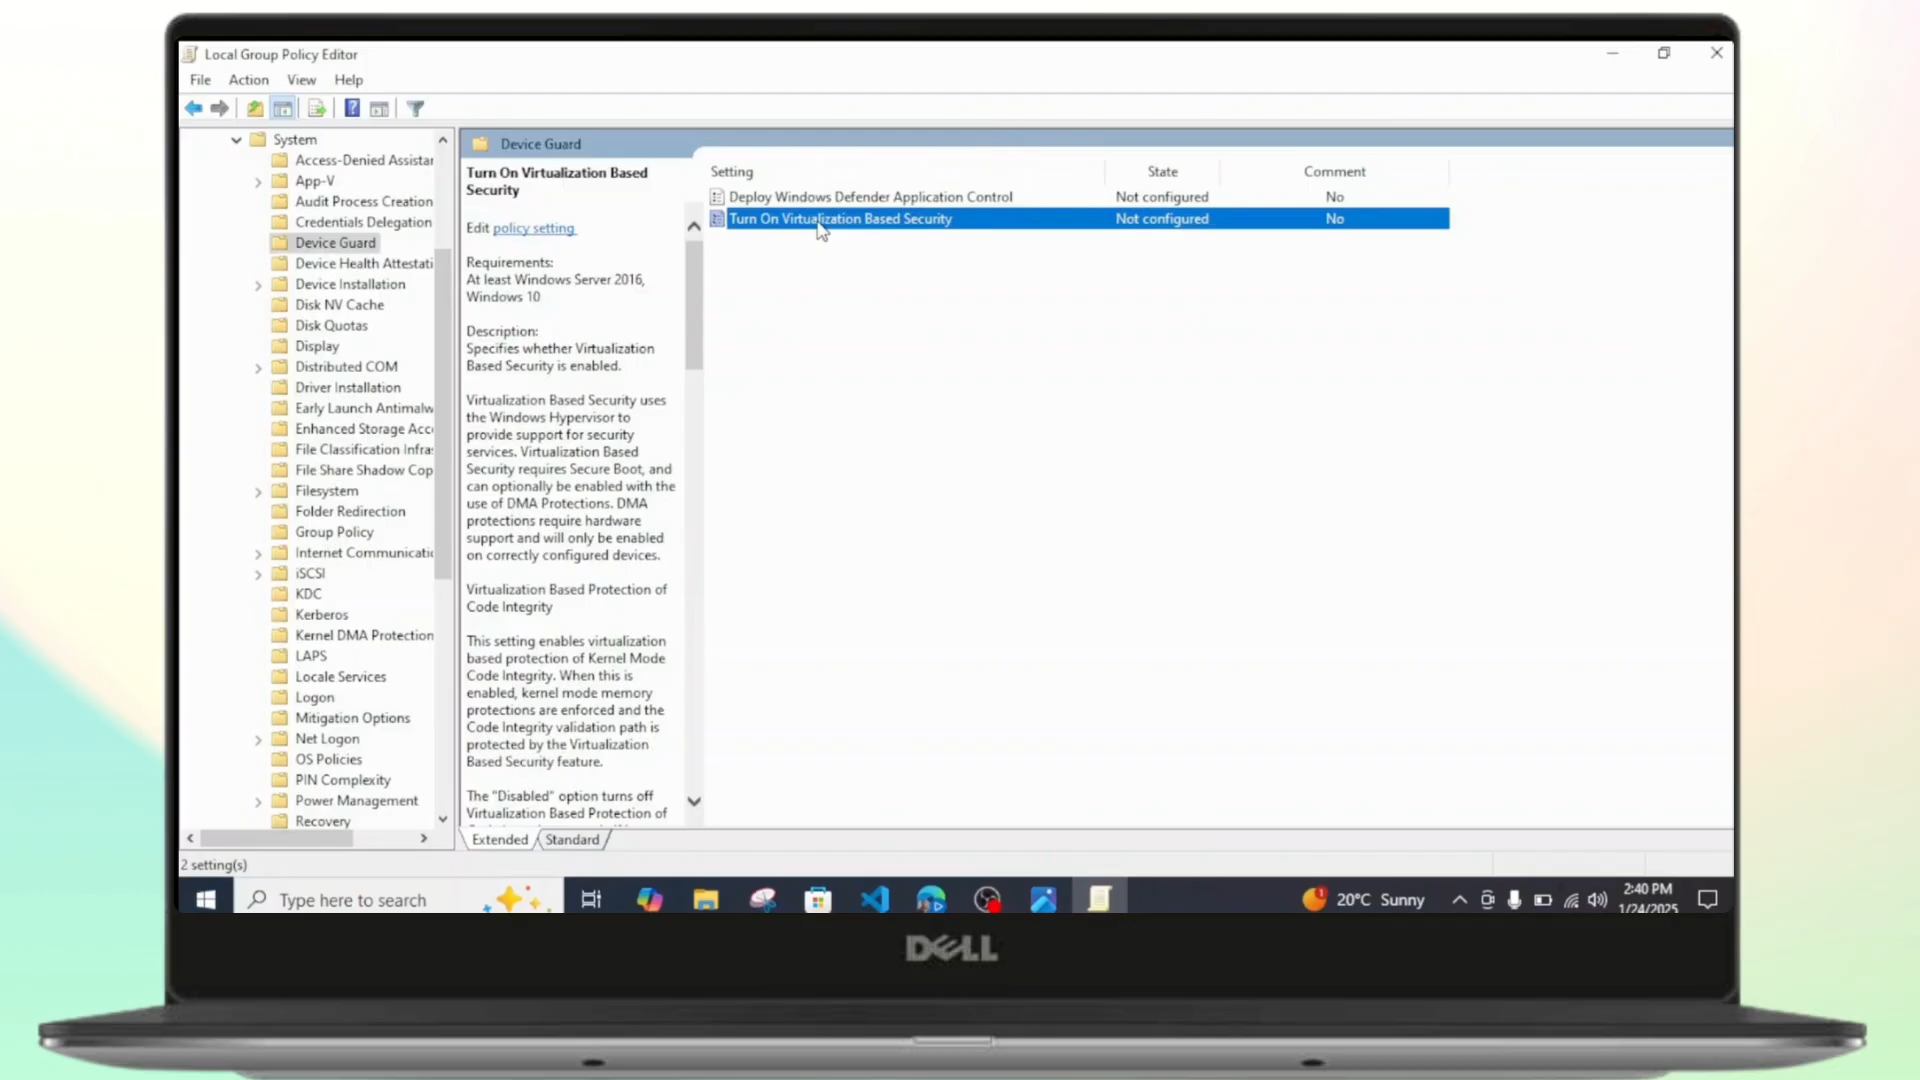 Local Group Policy Editor
File Action View Help
System
Access-Denied Assistar
App-V
Audit Process Creation
Credentials Delegation
Device Guard
Device Health Attestati
Device Installation
Disk NV Cache
Disk Quotas
Display
Distributed COM
Driver Installation
Early Launch Antimalw
Enhanced Storage Acc
File Classification Infra
File Share Shadow Cop
Filesystem
Folder Redirection
Group Policy
Internet Communicati
iSCSI
KDC
Kerberos
Kernel DMA Protection
LAPS
Locale Services
Logon
Mitigation Options
Net Logon
OS Policies
PIN Complexity
Power Management
Recovery
Device Guard
Turn On Virtualization Based
Security
Edit policy setting
Requirements:
At least Windows Server 2016,
Windows 10
Description:
Specifies whether Virtualization
Based Security is enabled.
Virtualization Based Security uses
the Windows Hypervisor to
provide support for security
services. Virtualization Based
Security requires Secure Boot, and
can optionally be enabled with the
use of DMA Protections. DMA
protections require hardware
support and will only be enabled
on correctly configured devices.
Virtualization Based Protection of
Code Integrity
This setting enables virtualization
based protection of Kernel Mode
Code Integrity. When this is
enabled, kernel mode memory
protections are enforced and the
Code Integrity validation path is
protected by the Virtualization
Based Security feature.
The "Disabled" option turns off
Virtualization Based Protection of
Setting State Comment
Deploy Windows Defender Application Control Not configured No
Turn On Virtualization Based Security Not configured No
Extended Standard
2 setting(s)
Type here to search
1
20°C Sunny
2:40 PM
1/24/2025
DELL